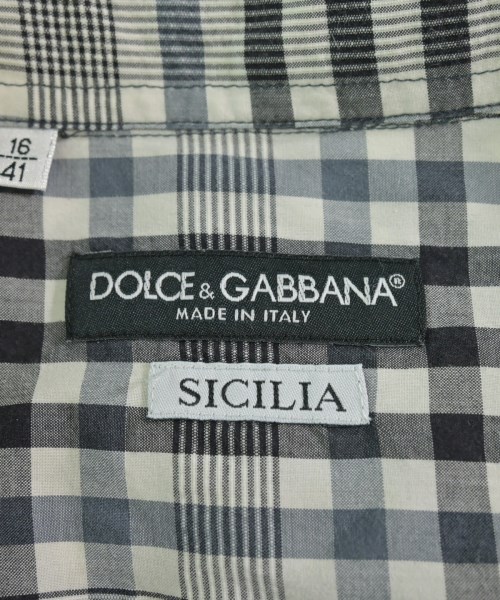 16
41
DOLCE & GABBANA®
MADE IN ITALY
SICILIA